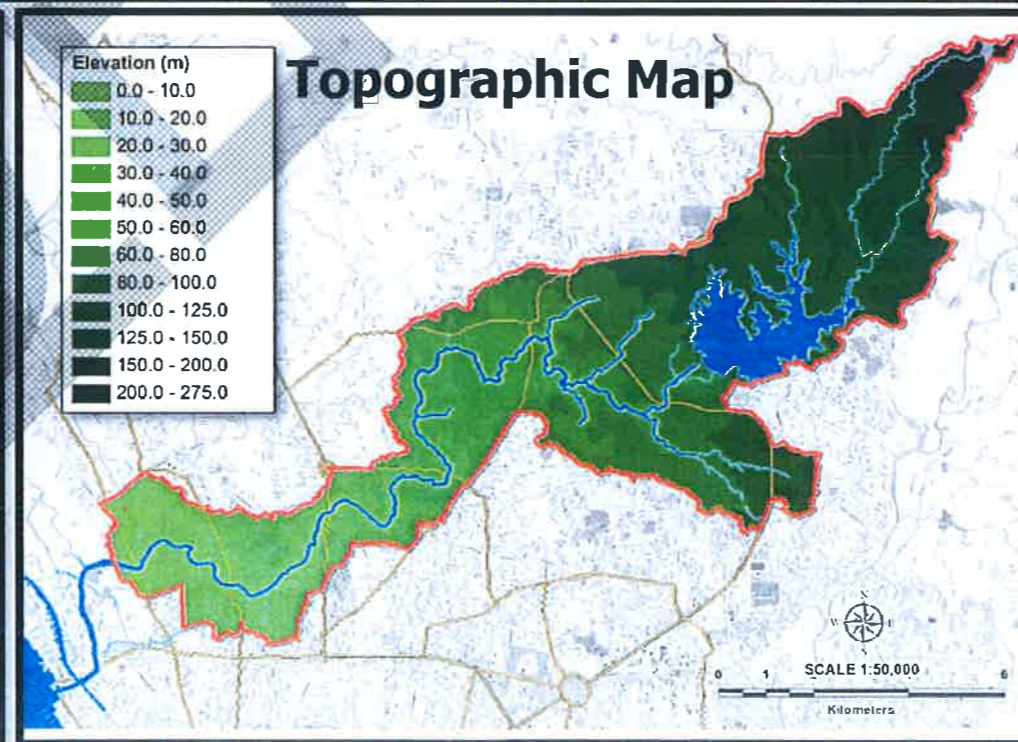 Topographic Map
Elevation (m)
0.0 - 10.0
10.0 - 20.0
20.0 - 30.0
30.0 - 40.0
40.0 - 50.0
50.0 - 60.0
60.0 - 80.0
80.0 - 100.0
100.0 - 125.0
125.0 - 150.0
150.0 - 200.0
200.0 - 275.0
N
W E
S
SCALE 1:50,000
0 1 6
Kilometers